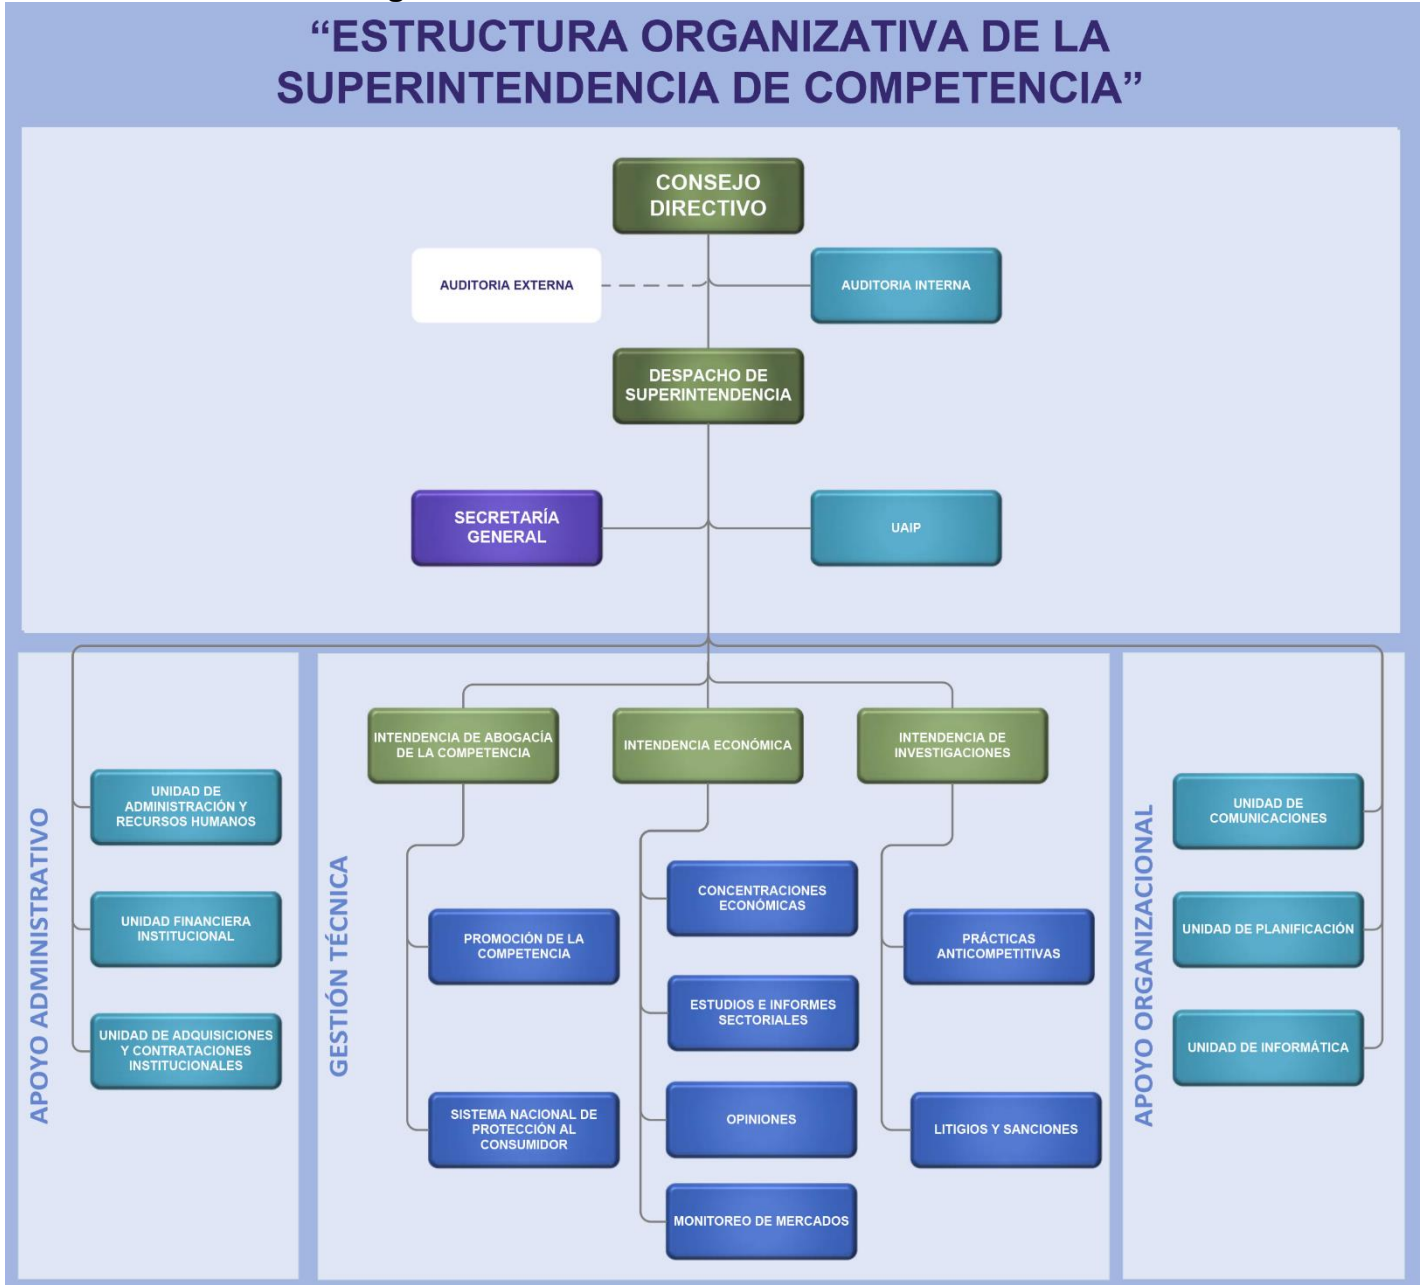 “ESTRUCTURA ORGANIZATIVA DE LA
SUPERINTENDENCIA DE COMPETENCIA”
CONSEJO
DIRECTIVO
AUDITORIA EXTERNA
AUDITORIA INTERNA
DESPACHO DE
SUPERINTENDENCIA
SECRETARÍA
GENERAL
UAIP
APOYO ADMINISTRATIVO
UNIDAD DE
ADMINISTRACIÓN Y
RECURSOS HUMANOS
UNIDAD FINANCIERA
INSTITUCIONAL
UNIDAD DE ADQUISICIONES
Y CONTRATACIONES
INSTITUCIONALES
GESTIÓN TÉCNICA
INTENDENCIA DE ABOGACÍA
DE LA COMPETENCIA
PROMOCIÓN DE LA
COMPETENCIA
SISTEMA NACIONAL DE
PROTECCIÓN AL
CONSUMIDOR
INTENDENCIA ECONÓMICA
CONCENTRACIONES
ECONÓMICAS
ESTUDIOS E INFORMES
SECTORIALES
OPINIONES
MONITOREO DE MERCADOS
INTENDENCIA DE
INVESTIGACIONES
PRÁCTICAS
ANTICOMPETITIVAS
LITIGIOS Y SANCIONES
APOYO ORGANIZACIONAL
UNIDAD DE
COMUNICACIONES
UNIDAD DE PLANIFICACIÓN
UNIDAD DE INFORMÁTICA